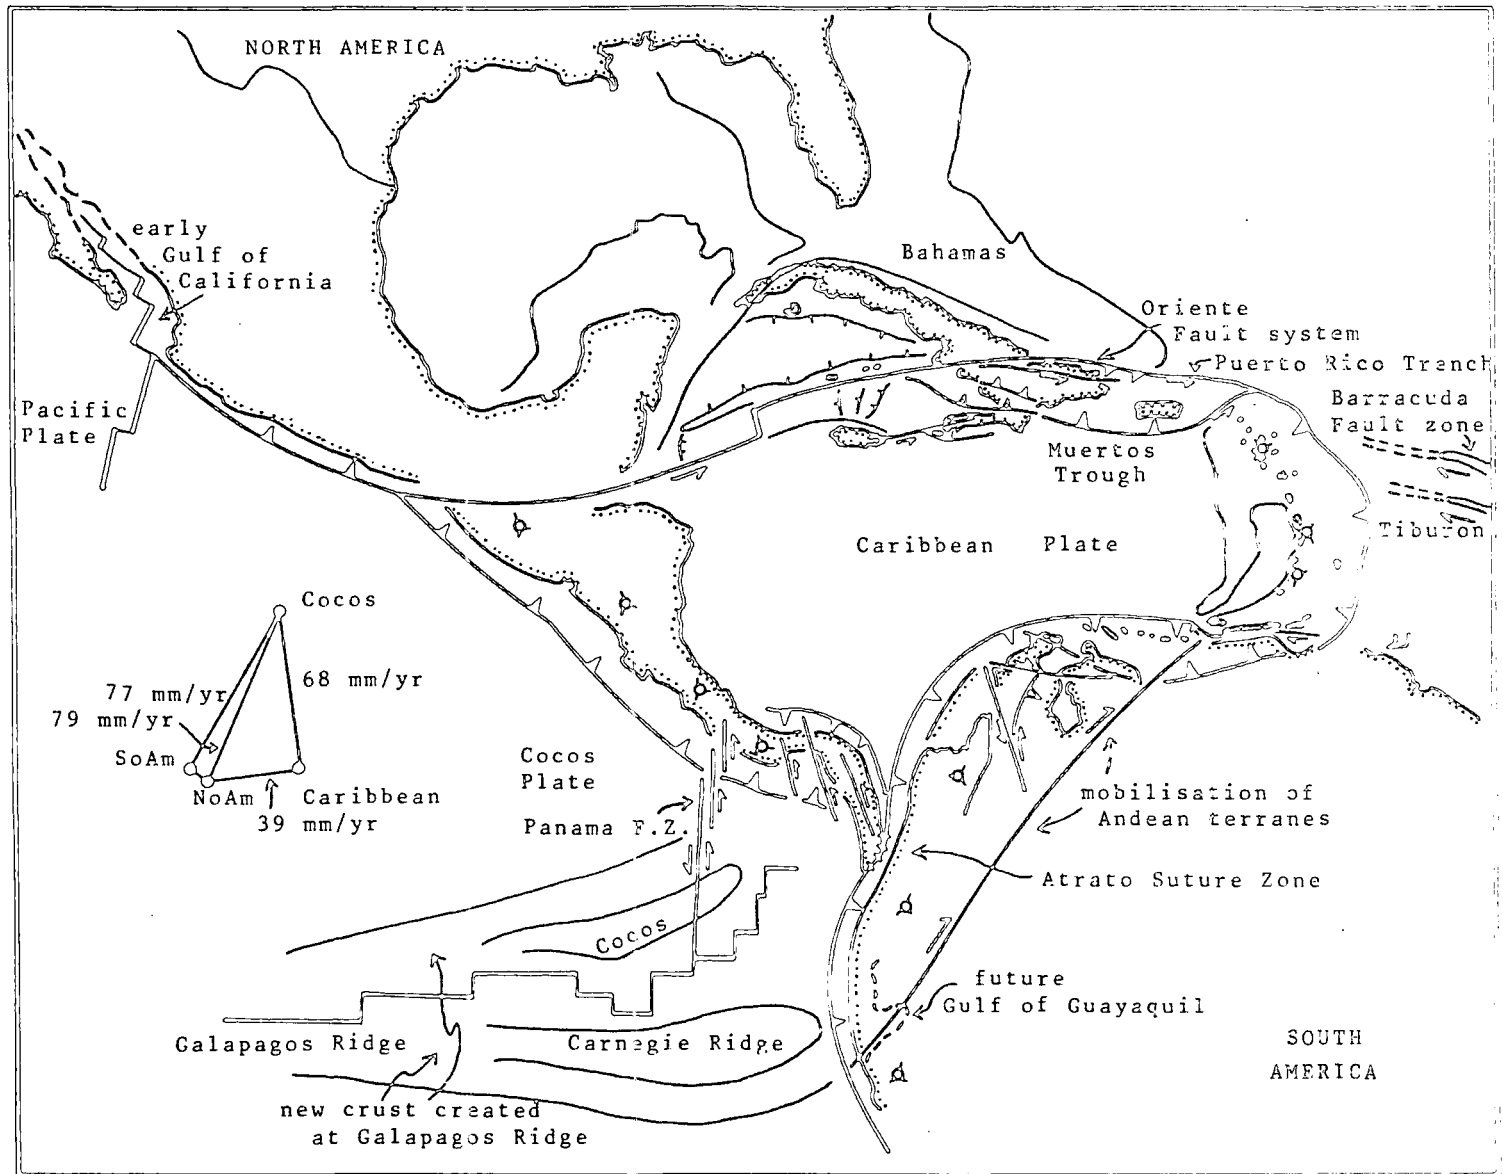 NORTH AMERICA
early
Gulf of
California
Bahamas
Oriente
Fault system
Puerto Rico Trench
Pacific
Plate
Barracuda
Fault zone
Muertos
Trough
Tiburon
Caribbean Plate
Cocos
77 mm/yr
68 mm/yr
79 mm/yr
SoAm
NoAm
Caribbean
39 mm/yr
Cocos
Plate
Panama F.Z.
mobilisation of
Andean terranes
Atrato Suture Zone
Cocos
future
Gulf of Guayaquil
Galapagos Ridge
Carnegie Ridge
SOUTH
AMERICA
new crust created
at Galapagos Ridge